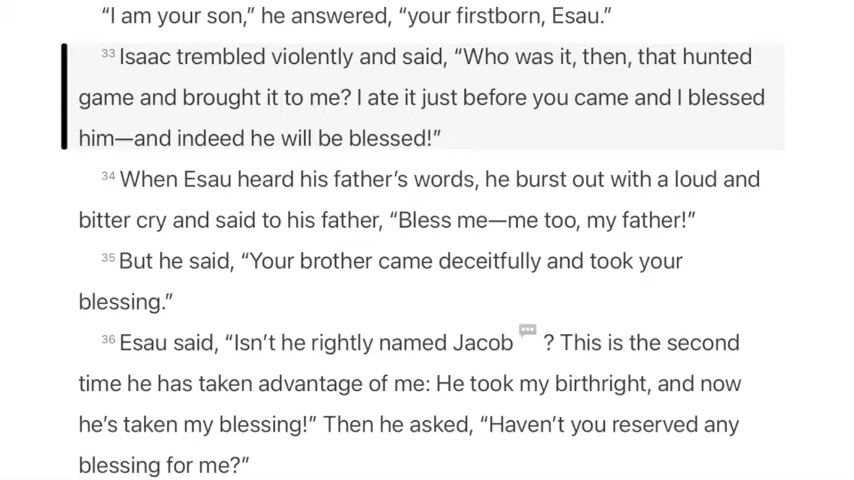 “I am your son,” he answered, “your firstborn, Esau.”
33 Isaac trembled violently and said, “Who was it, then, that hunted
game and brought it to me? I ate it just before you came and I blessed
him—and indeed he will be blessed!”
34 When Esau heard his father’s words, he burst out with a loud and
bitter cry and said to his father, “Bless me—me too, my father!”
35 But he said, “Your brother came deceitfully and took your
blessing.”
36 Esau said, “Isn’t he rightly named Jacob ? This is the second
time he has taken advantage of me: He took my birthright, and now
he’s taken my blessing!” Then he asked, “Haven’t you reserved any
blessing for me?”